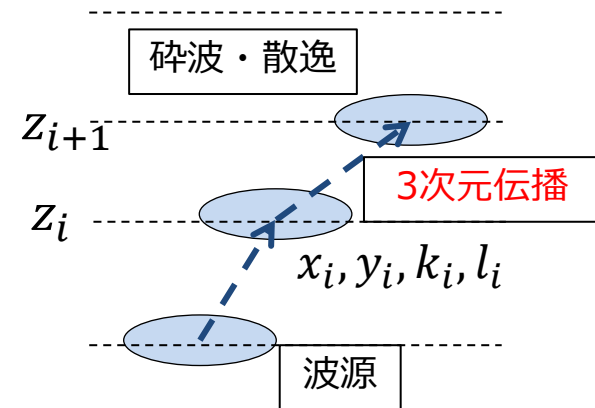 砕波・散逸
z_{i+1}
3次元伝播
z_i
x_i, y_i, k_i, l_i
波源